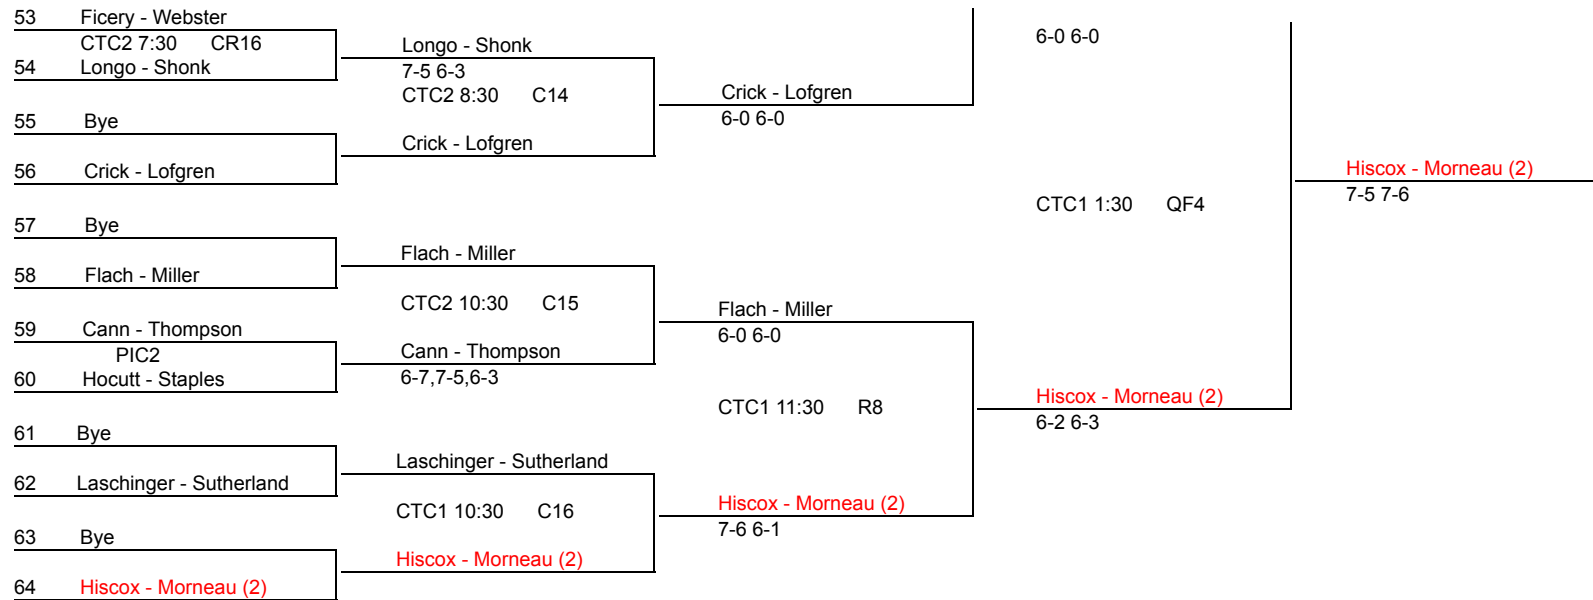 53 Ficery - Webster
CTC2 7:30 CR16
54 Longo - Shonk
55 Bye
56 Crick - Lofgren
57 Bye
58 Flach - Miller
59 Cann - Thompson
PIC2
60 Hocutt - Staples
61 Bye
62 Laschinger - Sutherland
63 Bye
64 Hiscox - Morneau (2)
Longo - Shonk
7-5 6-3
CTC2 8:30 C14
Crick - Lofgren
Flach - Miller
CTC2 10:30 C15
Cann - Thompson
6-7,7-5,6-3
Laschinger - Sutherland
CTC1 10:30 C16
Hiscox - Morneau (2)
Crick - Lofgren
6-0 6-0
Flach - Miller
6-0 6-0
CTC1 11:30 R8
Hiscox - Morneau (2)
7-6 6-1
6-0 6-0
CTC1 1:30 QF4
Hiscox - Morneau (2)
6-2 6-3
Hiscox - Morneau (2)
7-5 7-6